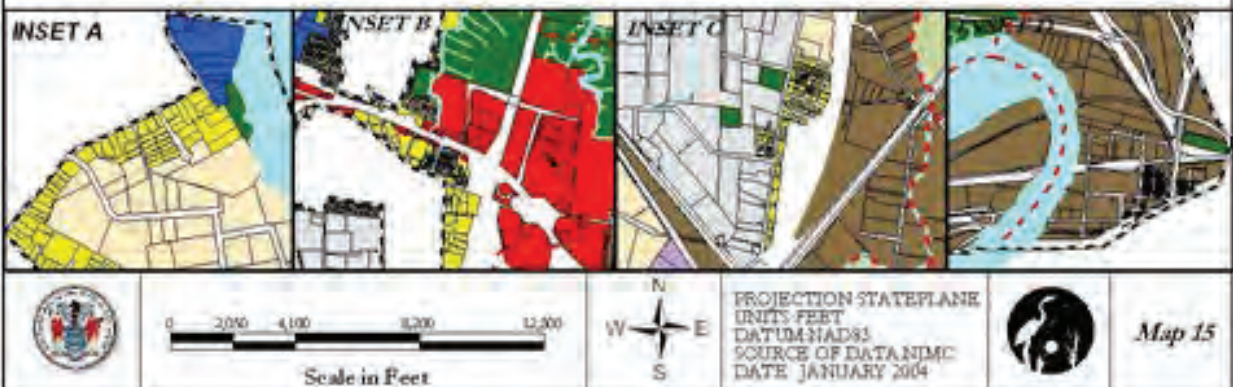 INSET A
INSET B
INSET C
D
0 2,050 4,100 8,200 12,300
Scale in Feet
N
W E
S
PROJECTION:STATEPLANE
UNITS:FEET
DATUM:NAD83
SOURCE OF DATA:NJMC
DATE JANUARY 2004
Map 15